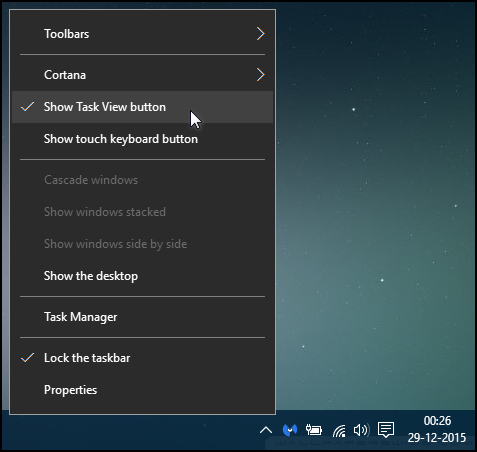 Toolbars
Cortana
Show Task View button
Show touch keyboard button
Cascade windows
Show windows stacked
Show windows side by side
Show the desktop
Task Manager
Lock the taskbar
Properties
00:26
29-12-2015